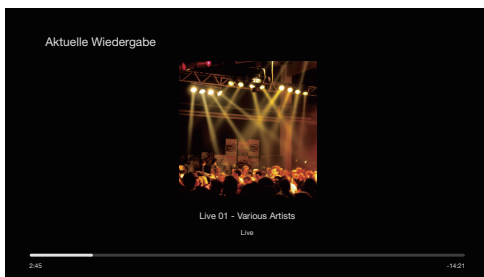 Aktuelle Wiedergabe
Live 01 - Various Artists
Live
2:45
-14:21